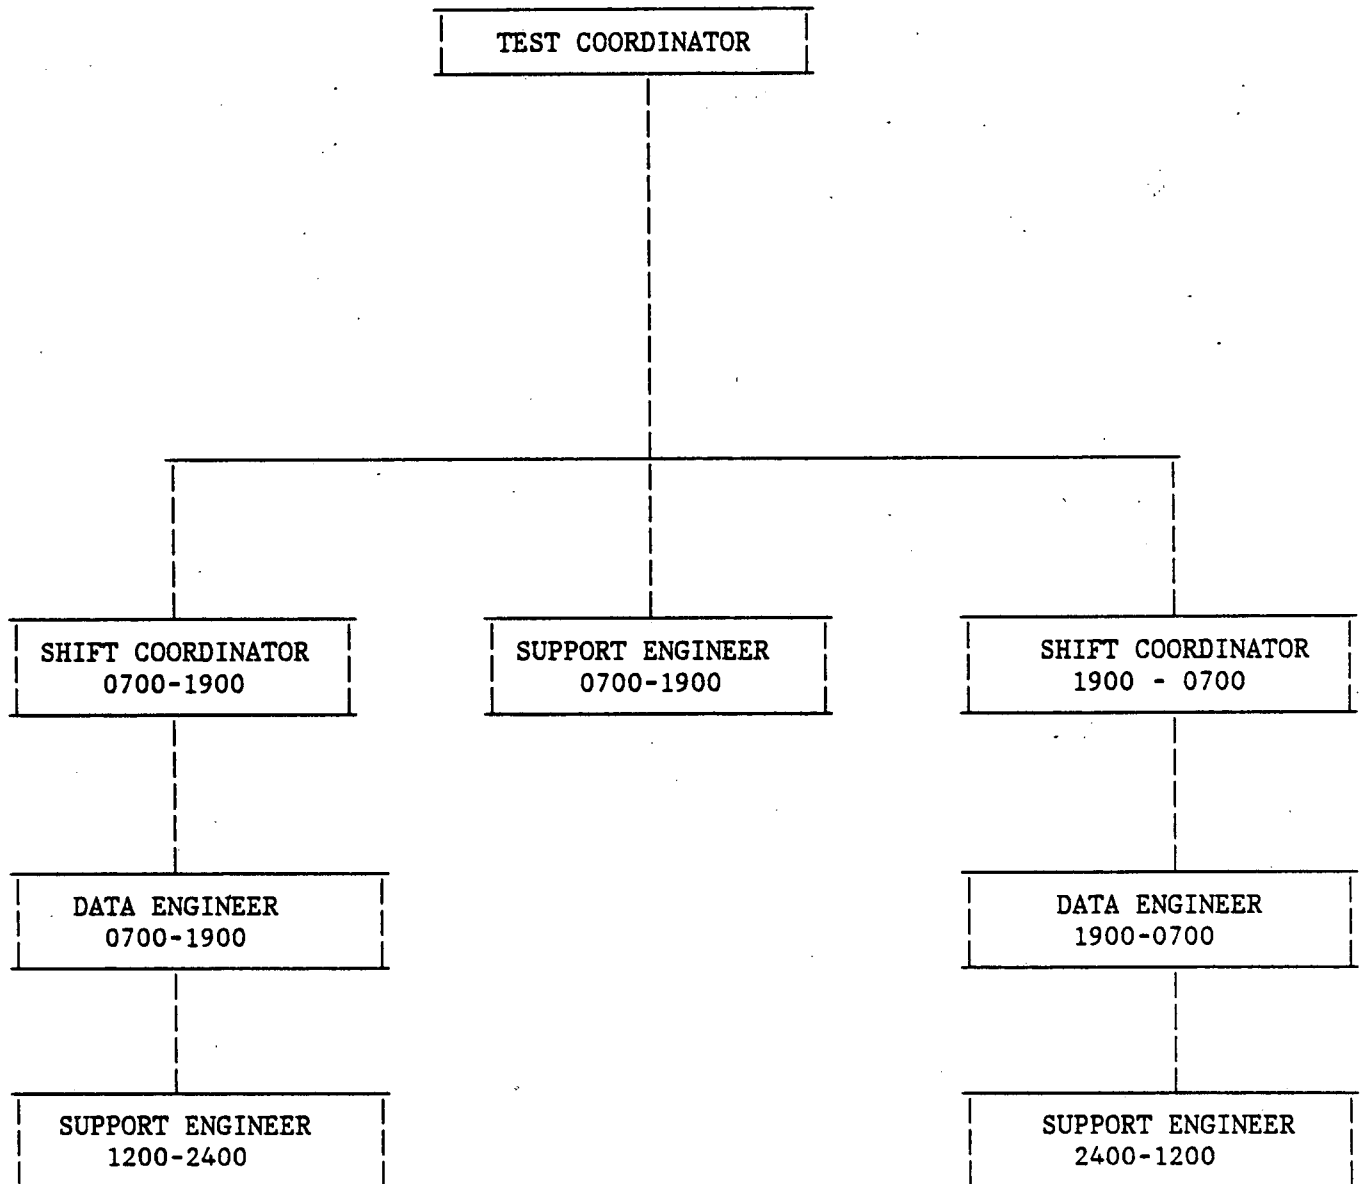 TEST COORDINATOR
SHIFT COORDINATOR
0700-1900
SUPPORT ENGINEER
0700-1900
SHIFT COORDINATOR
1900 - 0700
DATA ENGINEER
0700-1900
DATA ENGINEER
1900-0700
SUPPORT ENGINEER
1200-2400
SUPPORT ENGINEER
2400-1200